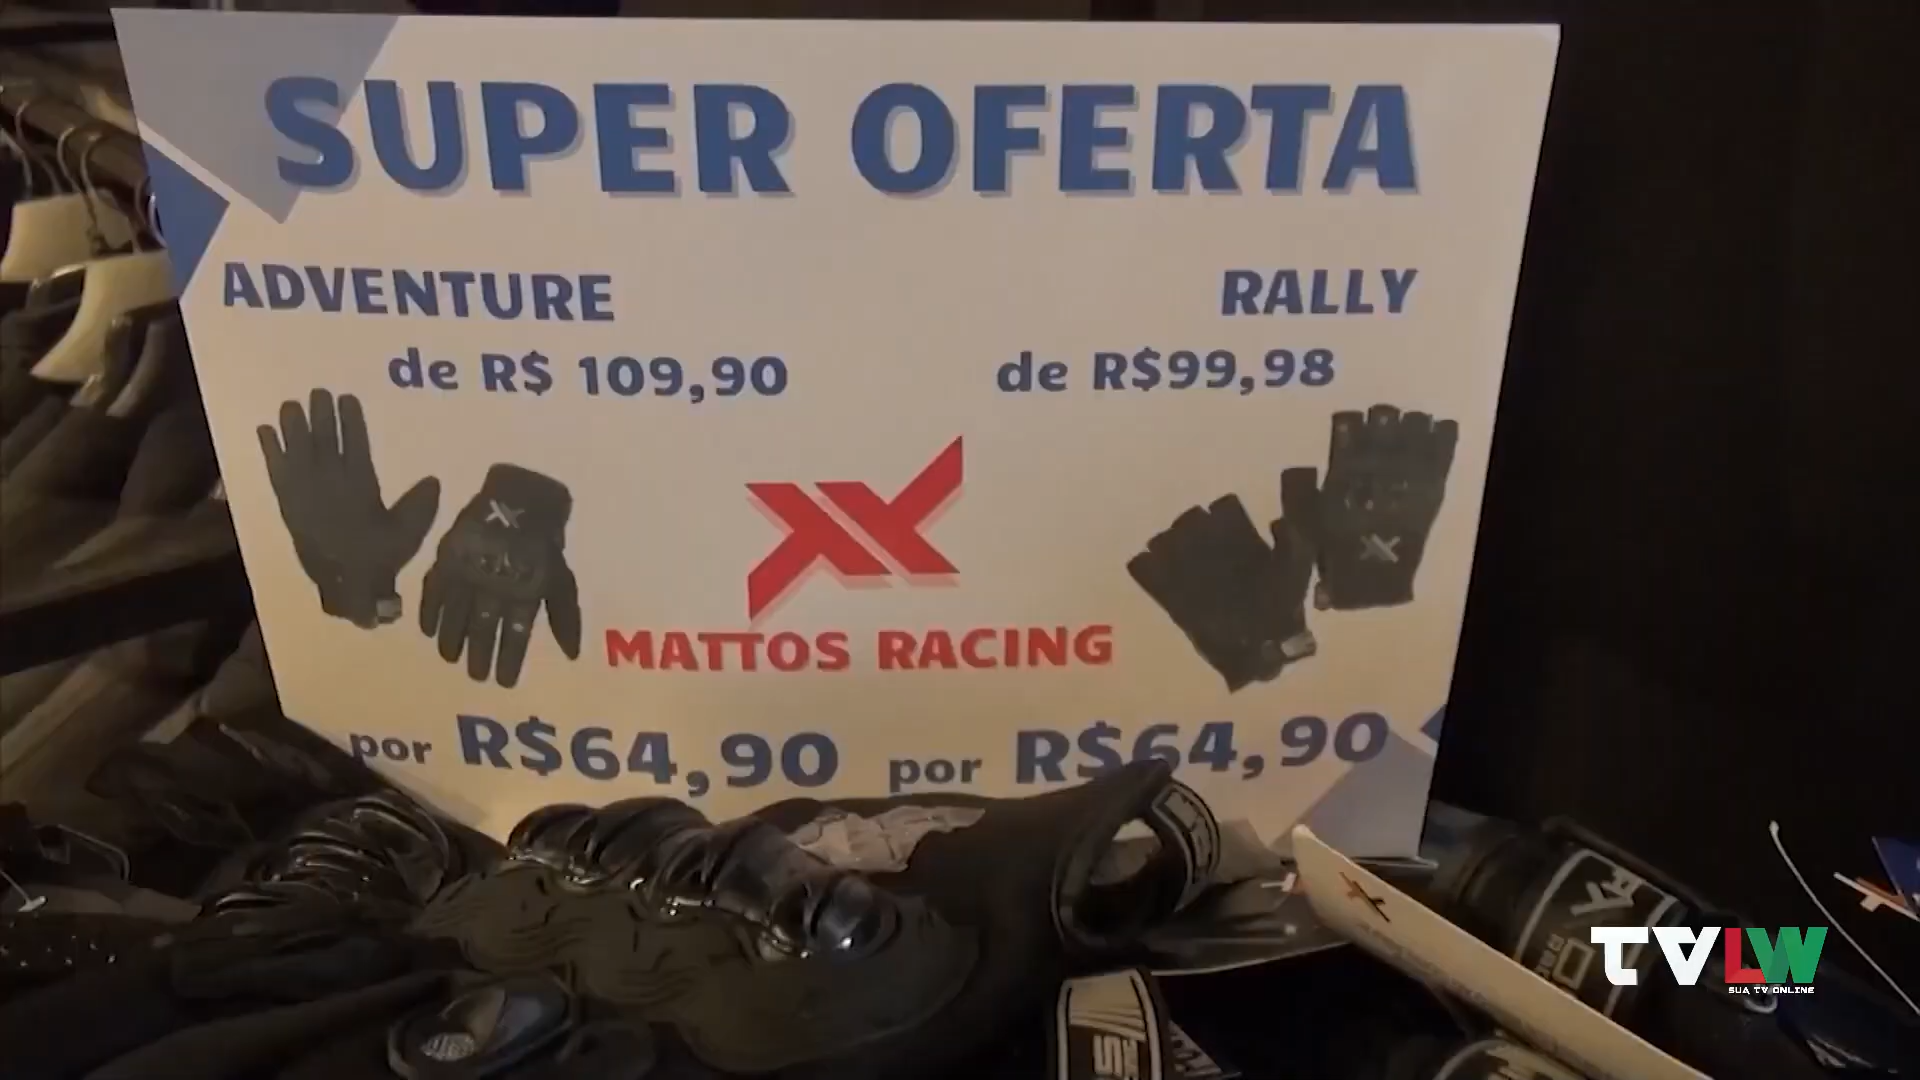 SUPER OFERTA
ADVENTURE
RALLY
de R$ 109,90
de R$99,98
MATTOS RACING
por R$64,90
por R$64,90
TVLW
SUA TV ONLINE